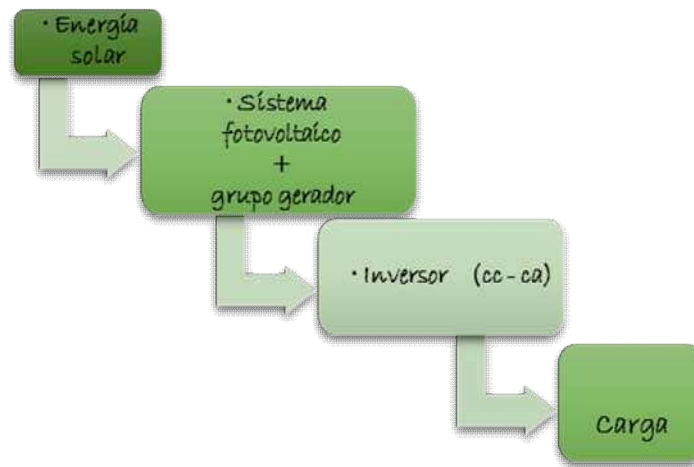 • Energia
solar
• Sistema
fotovoltaico
+
grupo gerador
• Inversor (cc - ca)
Carga